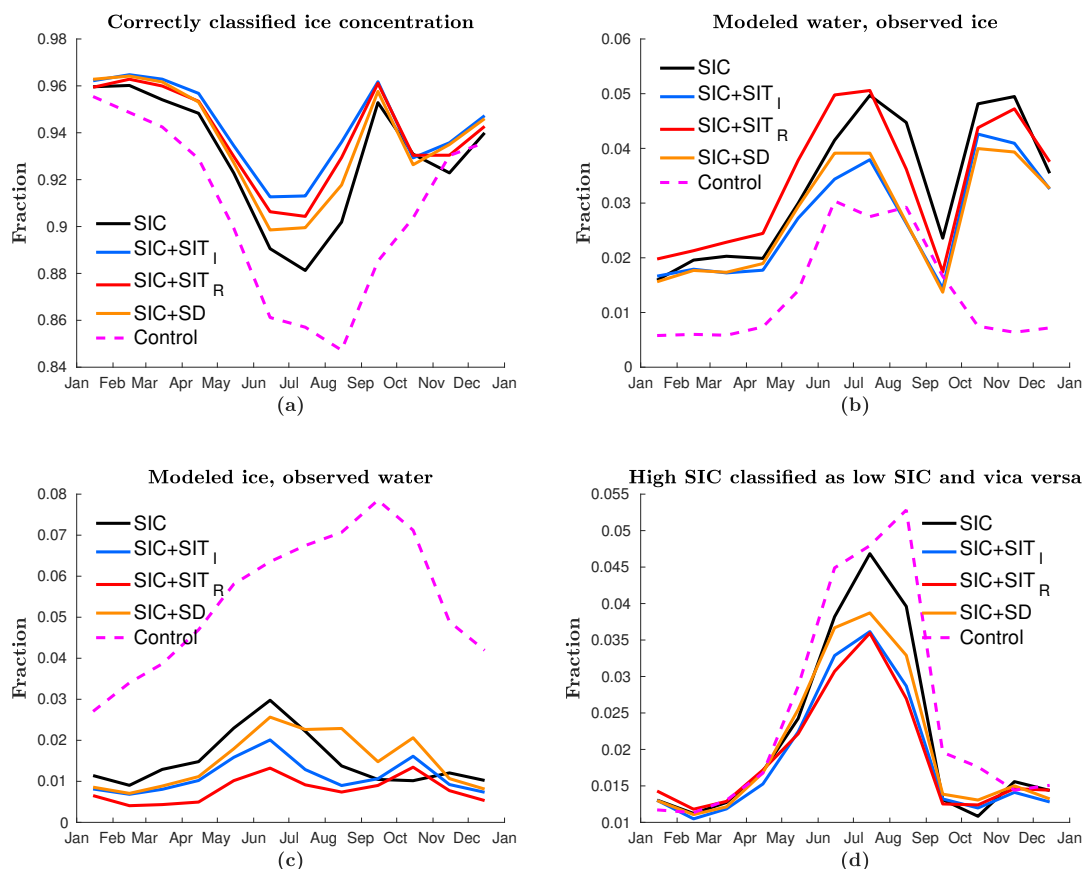 Correctly classified ice concentration
0.98
0.96
0.94
0.92
0.9
0.88
0.86
0.84
Fraction
SIC
SIC+SIT_I
SIC+SIT_R
SIC+SD
Control
Jan Feb Mar Apr May Jun Jul Aug Sep Oct Nov Dec Jan
(a)
Modeled water, observed ice
0.06
0.05
0.04
0.03
0.02
0.01
0
Fraction
SIC
SIC+SIT_I
SIC+SIT_R
SIC+SD
Control
Jan Feb Mar Apr May Jun Jul Aug Sep Oct Nov Dec Jan
(b)
Modeled ice, observed water
0.08
0.07
0.06
0.05
0.04
0.03
0.02
0.01
0
Fraction
SIC
SIC+SIT_I
SIC+SIT_R
SIC+SD
Control
Jan Feb Mar Apr May Jun Jul Aug Sep Oct Nov Dec Jan
(c)
High SIC classified as low SIC and vica versa
0.055
0.05
0.045
0.04
0.035
0.03
0.025
0.02
0.015
0.01
Fraction
SIC
SIC+SIT_I
SIC+SIT_R
SIC+SD
Control
Jan Feb Mar Apr May Jun Jul Aug Sep Oct Nov Dec Jan
(d)